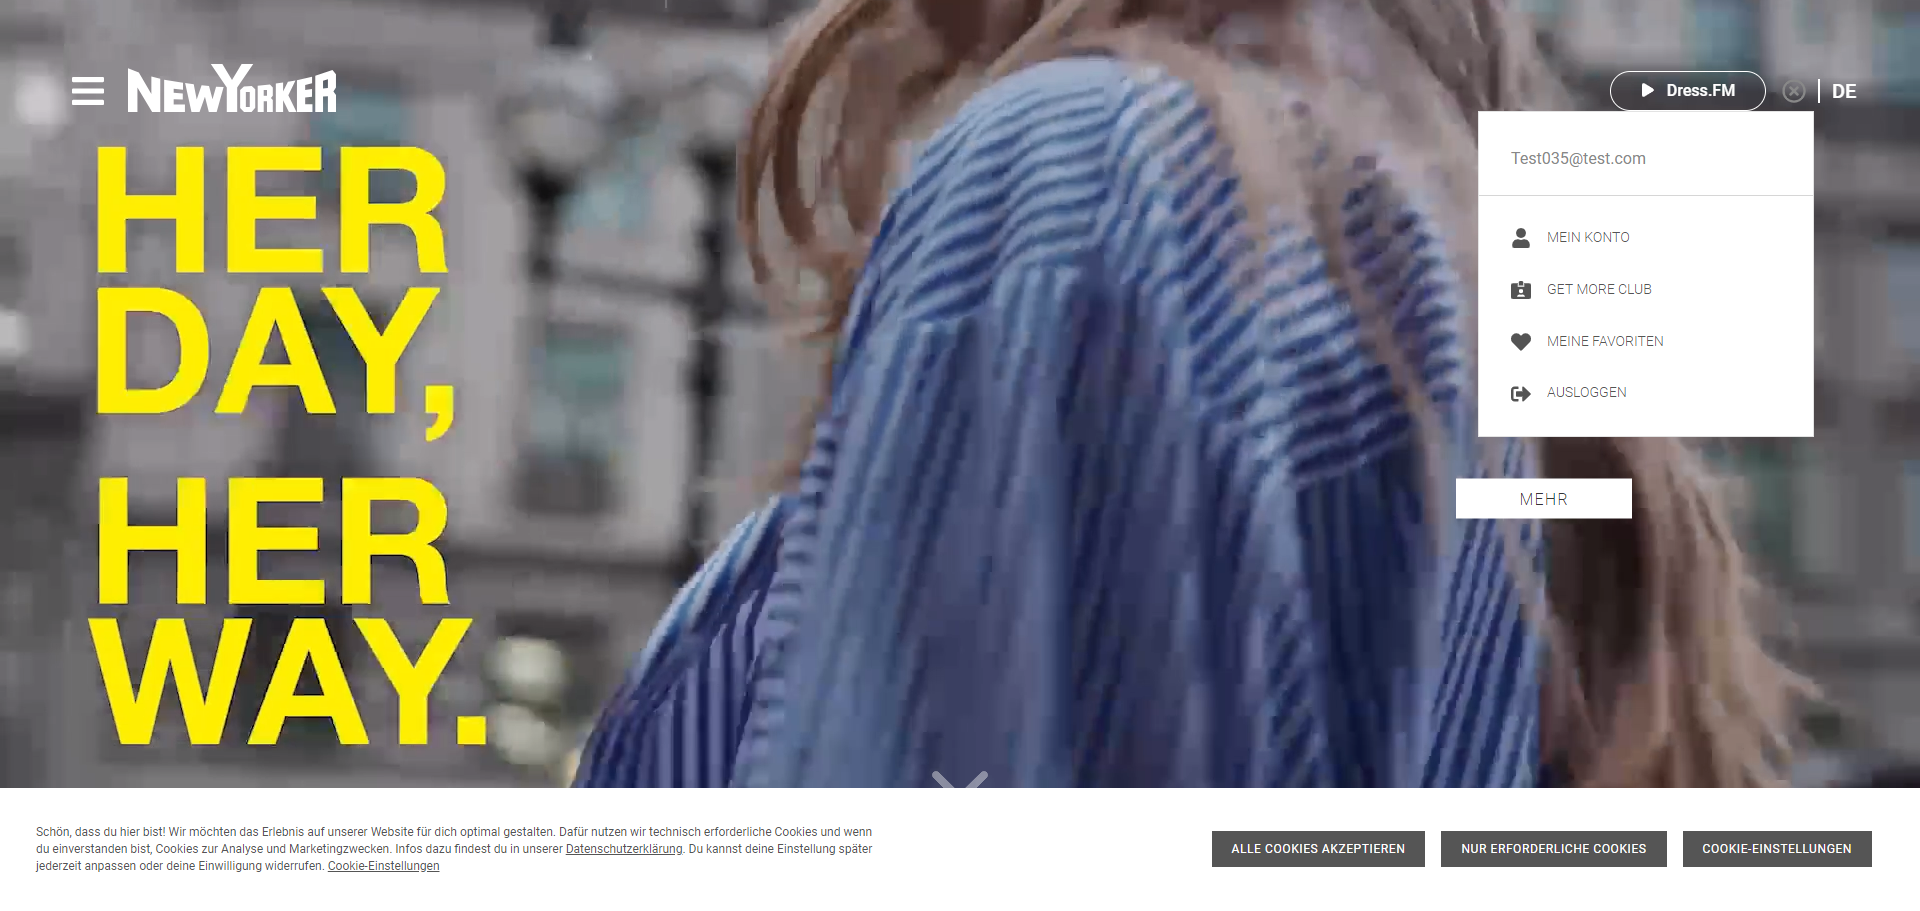 NEWYORKER
Dress.FM
DE
HER
DAY,
HER
WAY.
Test035@test.com
MEIN KONTO
GET MORE CLUB
MEINE FAVORITEN
AUSLOGGEN
MEHR
Schön, dass du hier bist! Wir möchten das Erlebnis auf unserer Website für dich optimal gestalten. Dafür nutzen wir technisch erforderliche Cookies und wenn
du einverstanden bist, Cookies zur Analyse und Marketingzwecken. Infos dazu findest du in unserer Datenschutzerklärung. Du kannst deine Einstellung später
jederzeit anpassen oder deine Einwilligung widerrufen. Cookie-Einstellungen
ALLE COOKIES AKZEPTIEREN
NUR ERFORDERLICHE COOKIES
COOKIE-EINSTELLUNGEN